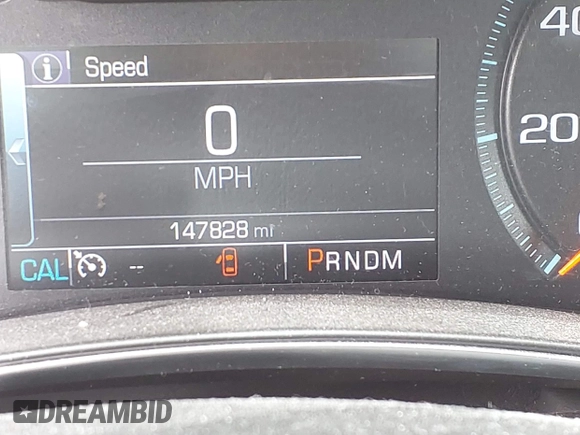 Speed
40
20
0
MPH
147828 mi
CAL -- PRNDM
DREAMBID